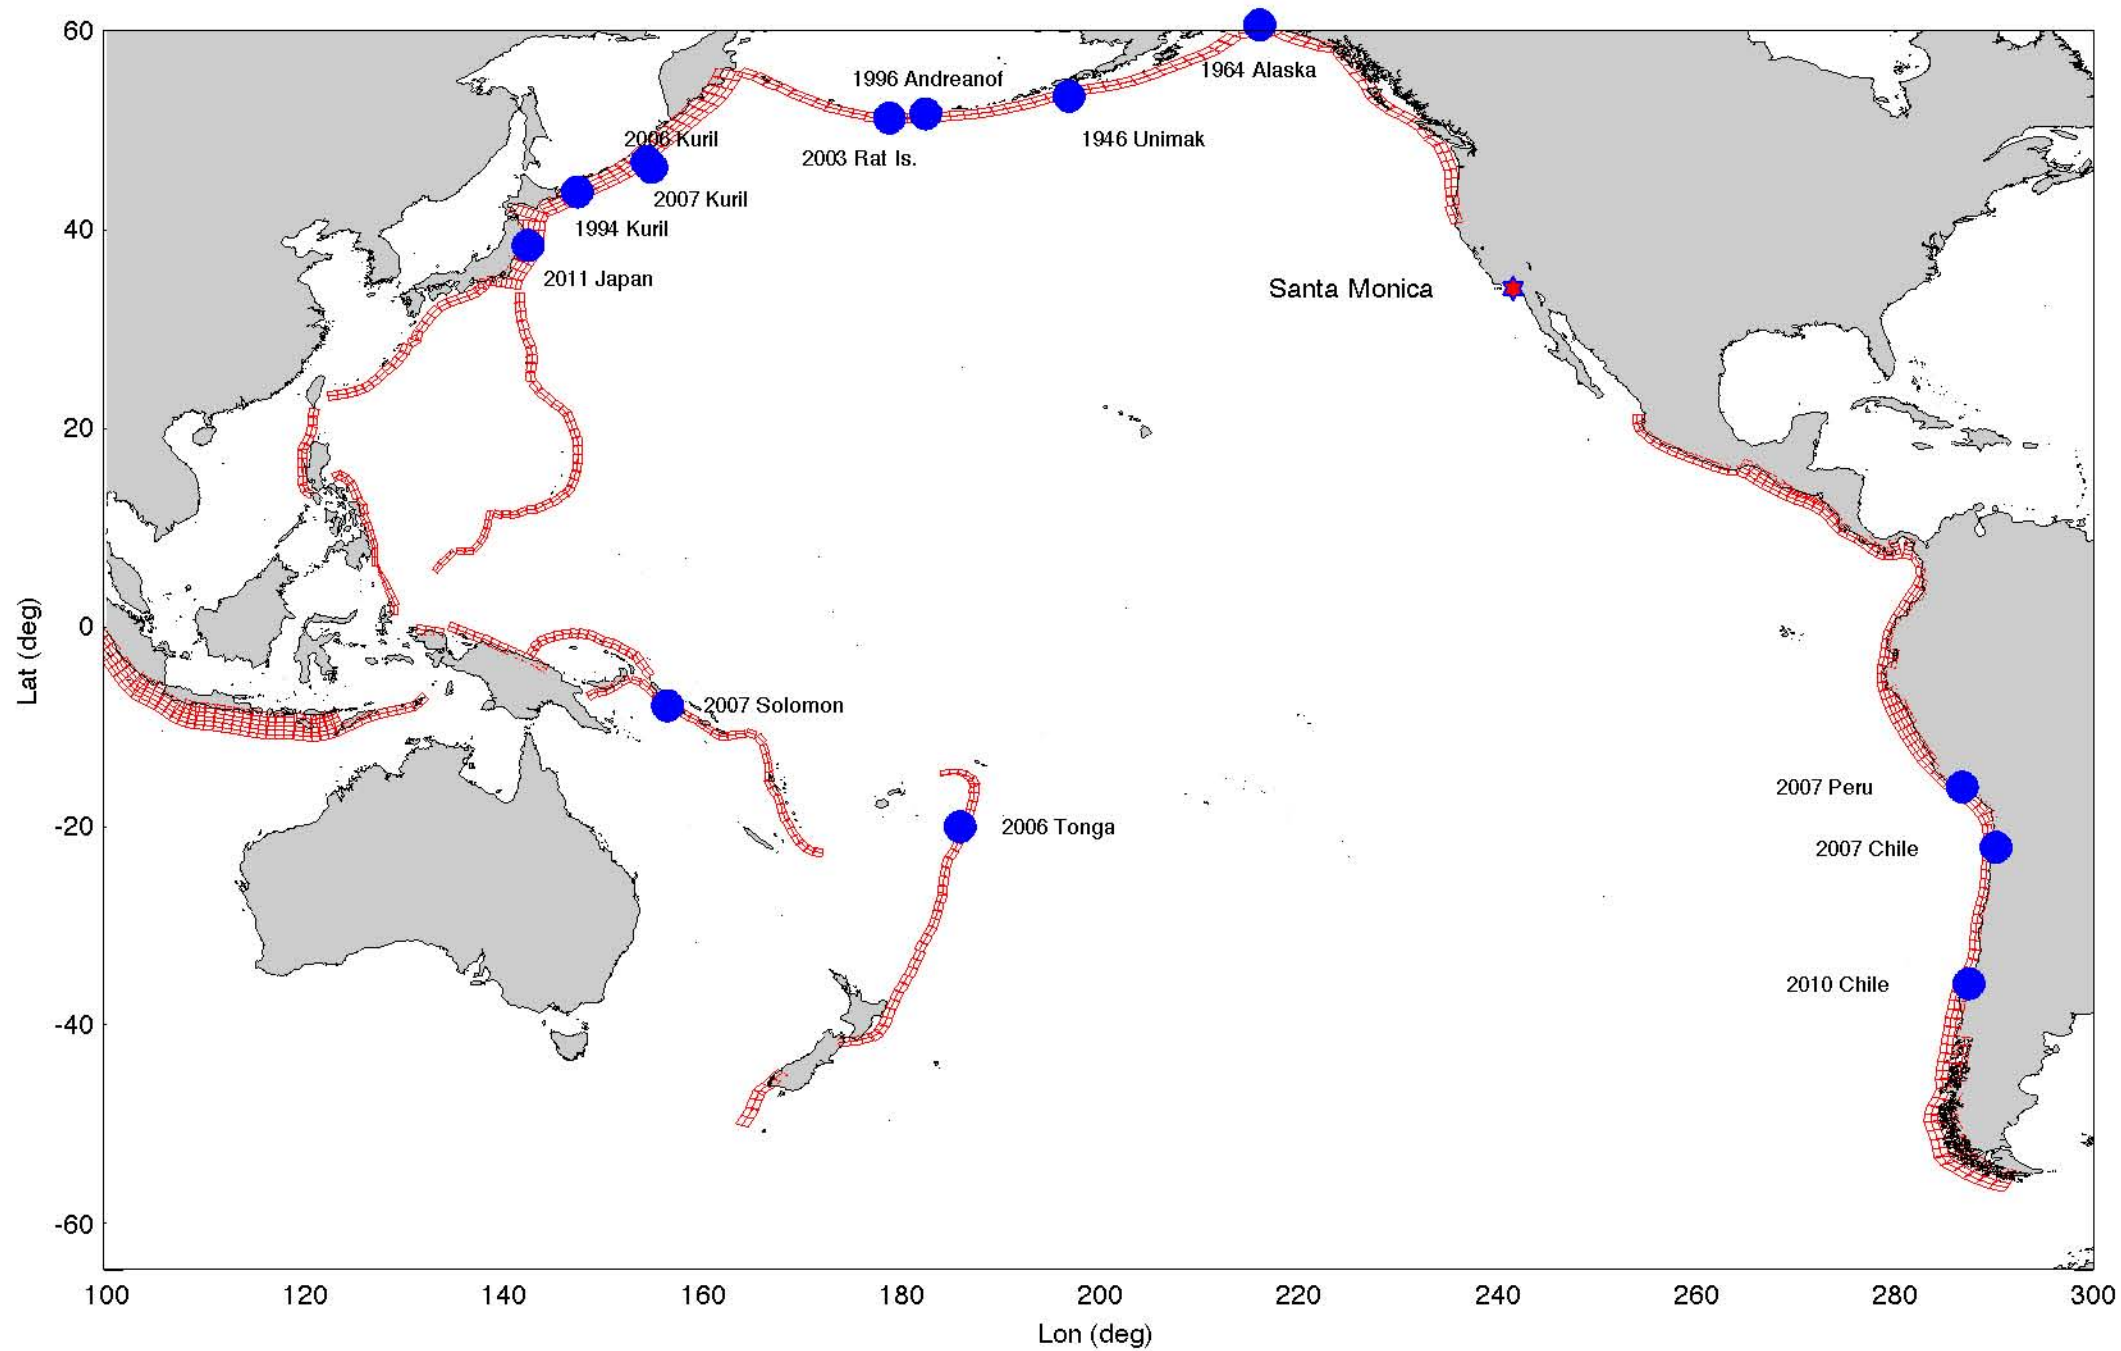 60
1996 Andreanof
1964 Alaska
2006 Kuril
1946 Unimak
2003 Rat Is.
2007 Kuril
40
1994 Kuril
2011 Japan
Santa Monica
20
Lat (deg)
0
2007 Solomon
2007 Peru
-20
2006 Tonga
2007 Chile
2010 Chile
-40
-60
100 120 140 160 180 200 220 240 260 280 300
Lon (deg)